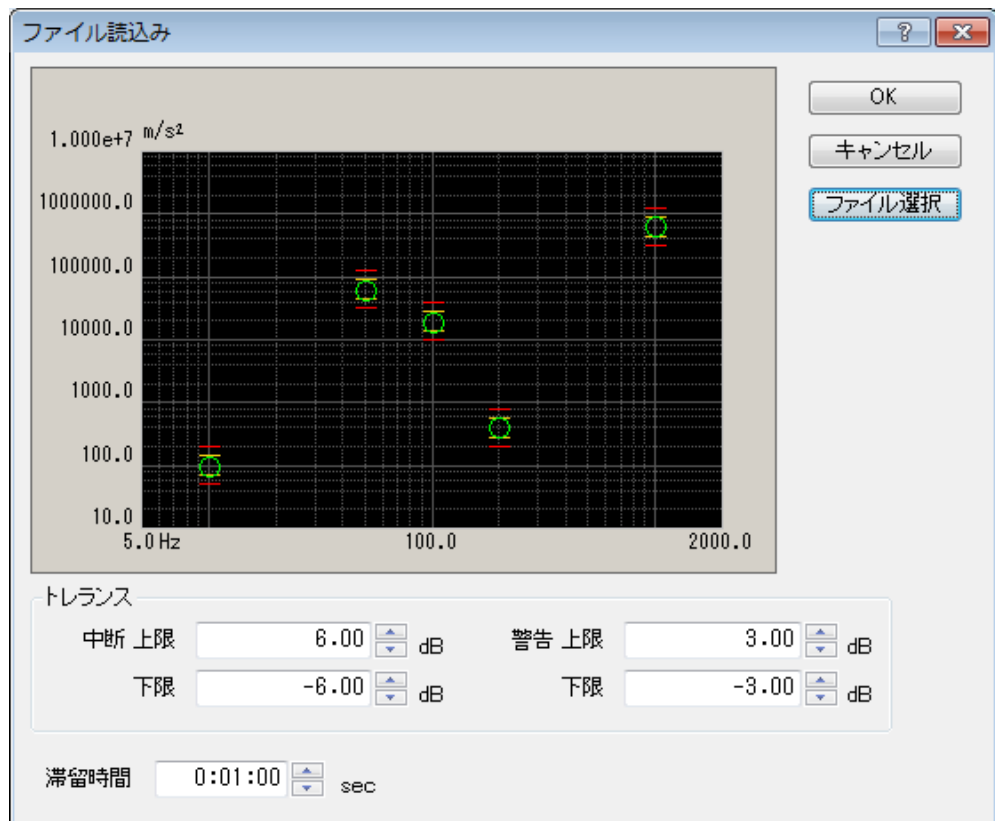 ファイル読込み
OK
キャンセル
ファイル選択
m/s²
1.000e+7
1000000.0
100000.0
10000.0
1000.0
100.0
10.0
5.0 Hz 100.0 2000.0
トレランス
中断 上限 6.00 dB 警告 上限 3.00 dB
下限 -6.00 dB 下限 -3.00 dB
滞留時間 0:01:00 sec